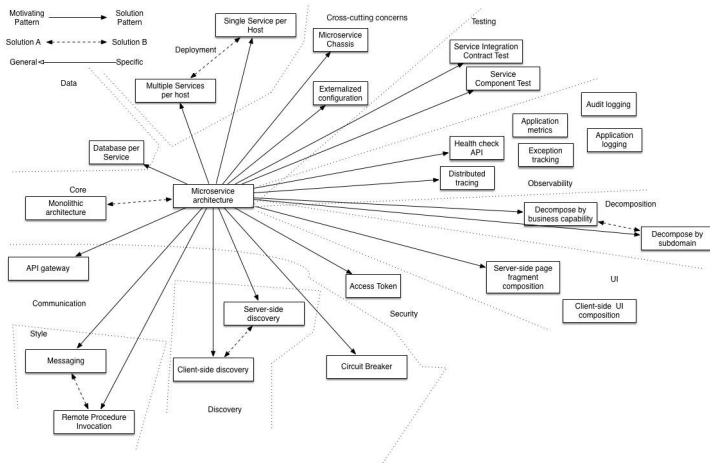 Motivating
Pattern
Solution
Pattern
Solution A
Solution B
General
Specific
Data
Deployment
Single Service per
Host
Multiple Services
per host
Cross-cutting concerns
Microservice
Chassis
Externalized
configuration
Testing
Service Integration
Contract Test
Service
Component Test
Audit logging
Application
metrics
Application
logging
Health check
API
Exception
tracking
Distributed
tracing
Observability
Database per
Service
Core
Monolithic
architecture
Microservice
architecture
Decomposition
Decompose by
business capability
Decompose by
subdomain
API gateway
Communication
Style
Messaging
Remote Procedure
Invocation
Server-side
discovery
Client-side discovery
Discovery
Access Token
Security
Circuit Breaker
Server-side page
fragment composition
UI
Client-side UI
composition